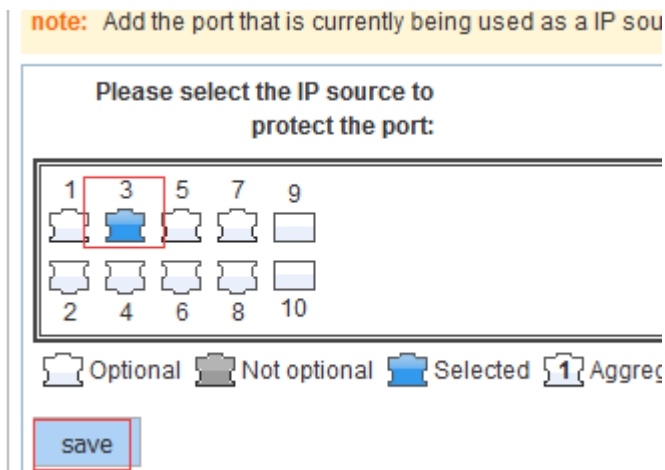 note: Add the port that is currently being used as a IP sou
Please select the IP source to
protect the port:
1 3 5 7 9
2 4 6 8 10
Optional Not optional Selected 1 Aggreg
save